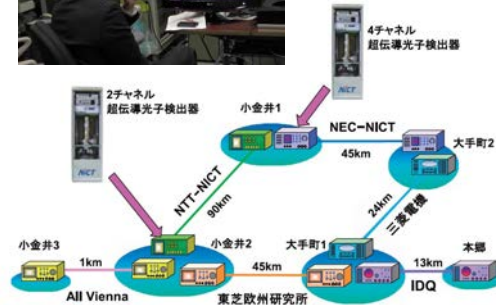 4チャネル
超伝導光子検出器
NiCT
2チャネル
超伝導光子検出器
NiCT
小金井1
NEC-NICT
45km
大手町2
NTT-NICT
90km
24km
三菱電機
小金井3
1km
小金井2
大手町1
本郷
45km
13km
All Vienna
東芝欧州研究所
IDQ